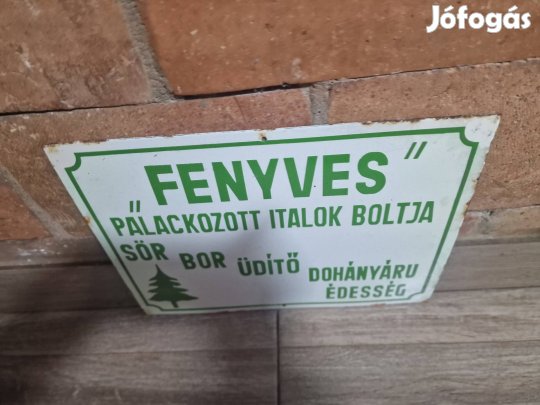 Jófogás
„FENYVES”
PALACKOZOTT ITALOK BOLTJA
SÖR BOR ÜDÍTŐ DOHÁNYÁRU
ÉDESSÉG